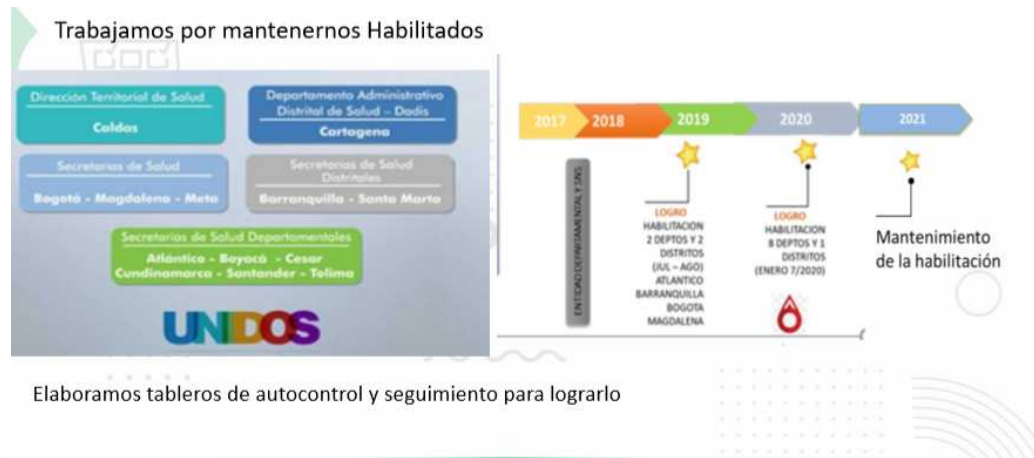 Trabajamos por mantenernos Habilitados
Dirección Territorial de Salud
Caldas
Departamento Administrativo
Distrital de Salud – Dadis
Cartagena
Secretarías de Salud
Bogotá - Magdalena - Meta
Secretarías de Salud
Distritales
Barranquilla - Santa Marta
Secretarías de Salud Departamentales
Atlántico - Boyacá - Cesar
Cundinamarca - Santander - Tolima
UNIDOS
2017
2018
2019
2020
2021
ENTIDAD DEPARTAMENTAL Y SNS
LOGRO
HABILITACION
2 DEPTOS Y 2
DISTRITOS
(JUL – AGO)
ATLANTICO
BARRANQUILLA
BOGOTA
MAGDALENA
LOGRO
HABILITACION
8 DEPTOS Y 1
DISTRITOS
(ENERO 7/2020)
Mantenimiento
de la habilitación
Elaboramos tableros de autocontrol y seguimiento para lograrlo